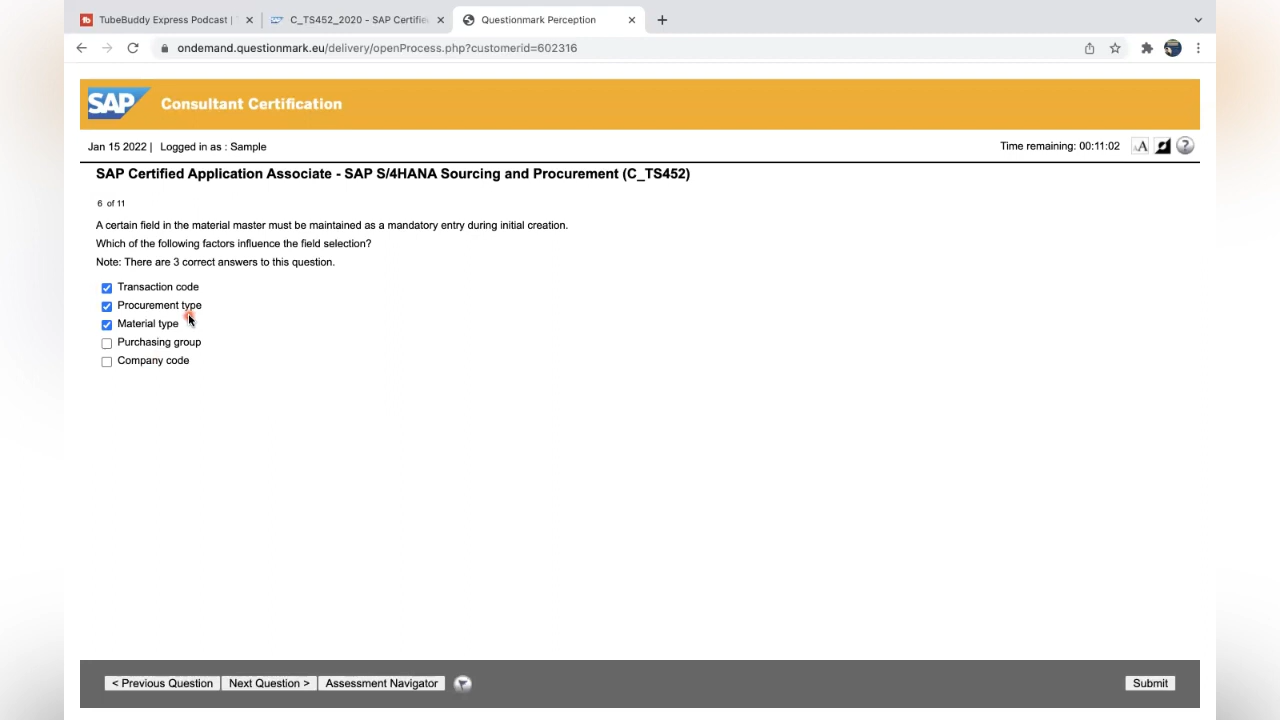 TubeBuddy Express Podcast |
C_TS452_2020 - SAP Certifie
Questionmark Perception
ondemand.questionmark.eu/delivery/openProcess.php?customerid=602316
SAP Consultant Certification
Jan 15 2022 | Logged in as : Sample
Time remaining: 00:11:02
A
?
SAP Certified Application Associate - SAP S/4HANA Sourcing and Procurement (C_TS452)
6 of 11
A certain field in the material master must be maintained as a mandatory entry during initial creation.
Which of the following factors influence the field selection?
Note: There are 3 correct answers to this question.
Transaction code
Procurement type
Material type
Purchasing group
Company code
< Previous Question
Next Question >
Assessment Navigator
Submit